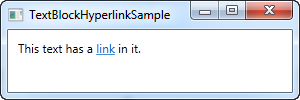 TextBlockHyperlinkSample
This text has a link in it.